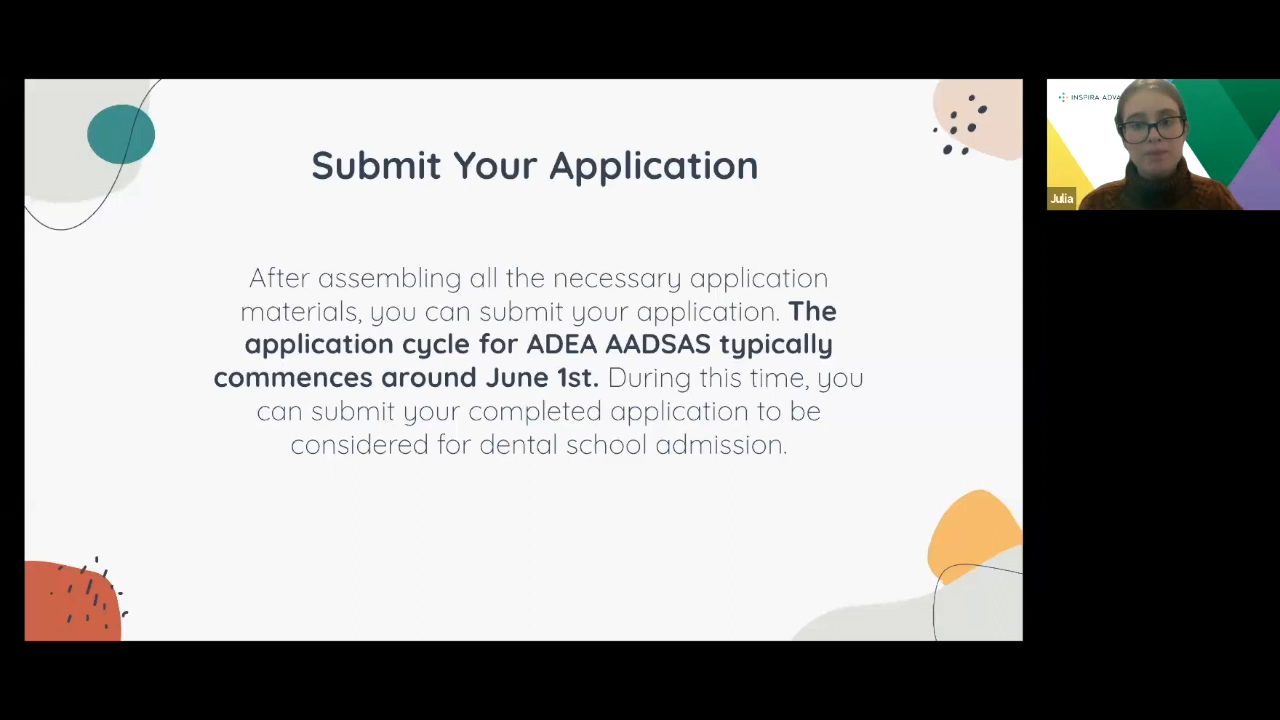 Submit Your Application
After assembling all the necessary application
materials, you can submit your application. The
application cycle for ADEA AADSAS typically
commences around June 1st. During this time, you
can submit your completed application to be
considered for dental school admission.
INSPIRA ADVA
Julia